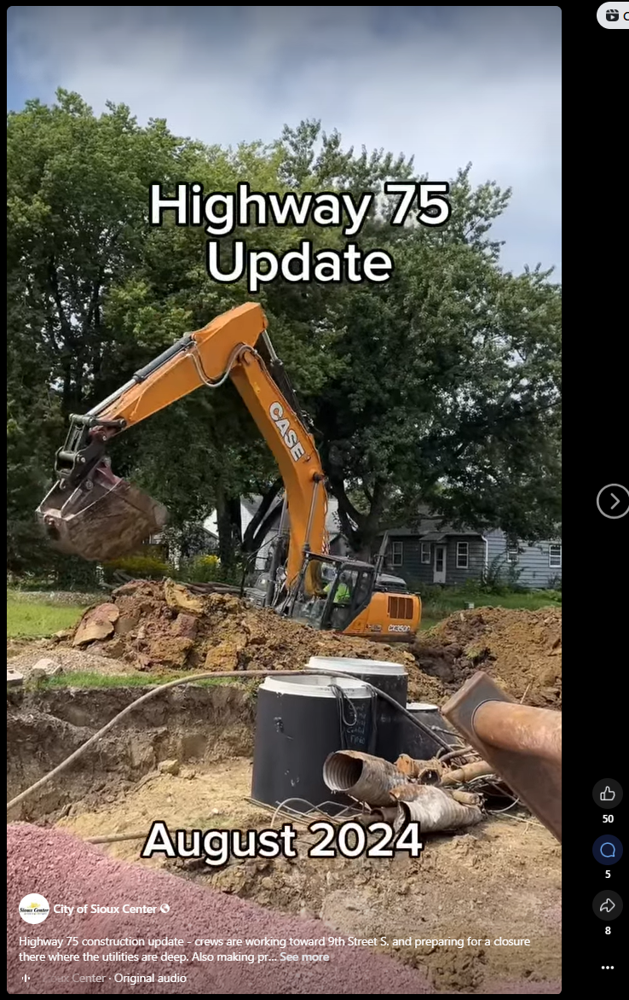 Highway 75
Update
CASE
CX350D
August 2024
Sioux Center
City of Sioux Center
Highway 75 construction update - crews are working toward 9th Street S. and preparing for a closure
there where the utilities are deep. Also making pr... See more
Center · Original audio
50
5
8